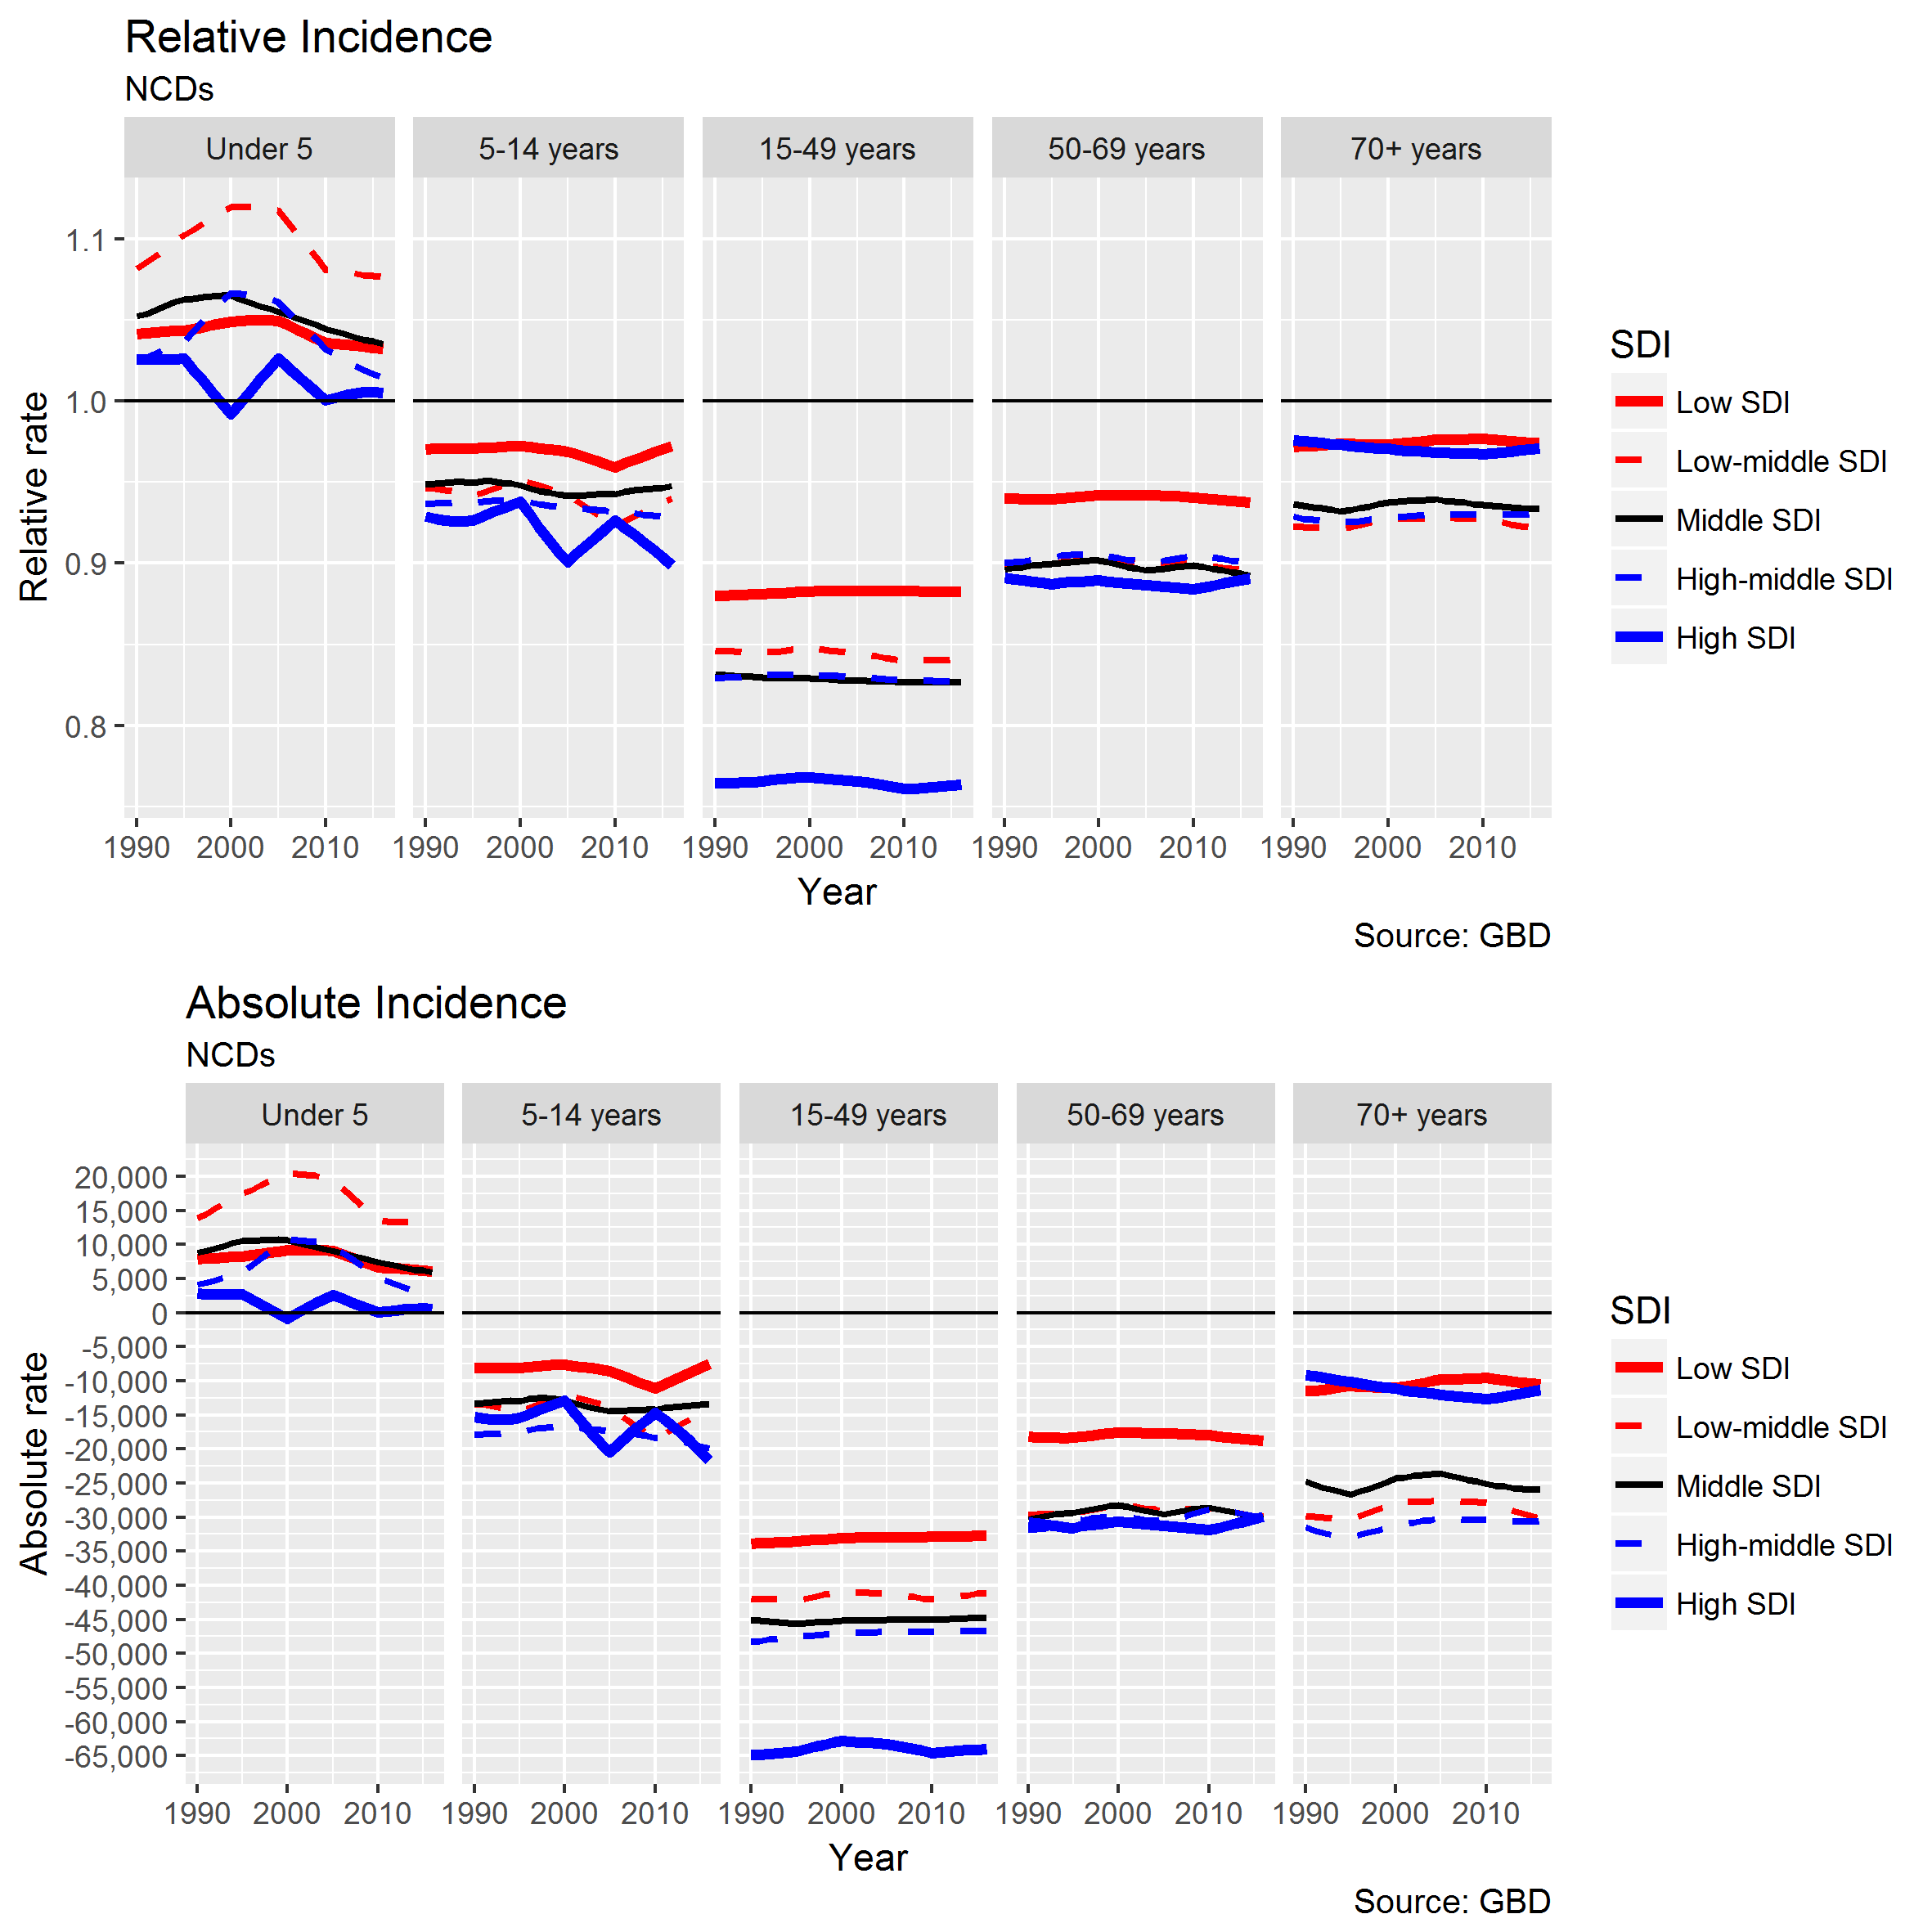 Relative Incidence
NCDs
Under 5 5-14 years 15-49 years 50-69 years 70+ years
1.1
1.0
0.9
0.8
Relative rate
1990 2000 2010 1990 2000 2010 1990 2000 2010 1990 2000 2010 1990 2000 2010
Year
Source: GBD
SDI
Low SDI
Low-middle SDI
Middle SDI
High-middle SDI
High SDI
Absolute Incidence
NCDs
Under 5 5-14 years 15-49 years 50-69 years 70+ years
20,000
15,000
10,000
5,000
0
-5,000
-10,000
-15,000
-20,000
-25,000
-30,000
-35,000
-40,000
-45,000
-50,000
-55,000
-60,000
-65,000
Absolute rate
1990 2000 2010 1990 2000 2010 1990 2000 2010 1990 2000 2010 1990 2000 2010
Year
Source: GBD
SDI
Low SDI
Low-middle SDI
Middle SDI
High-middle SDI
High SDI